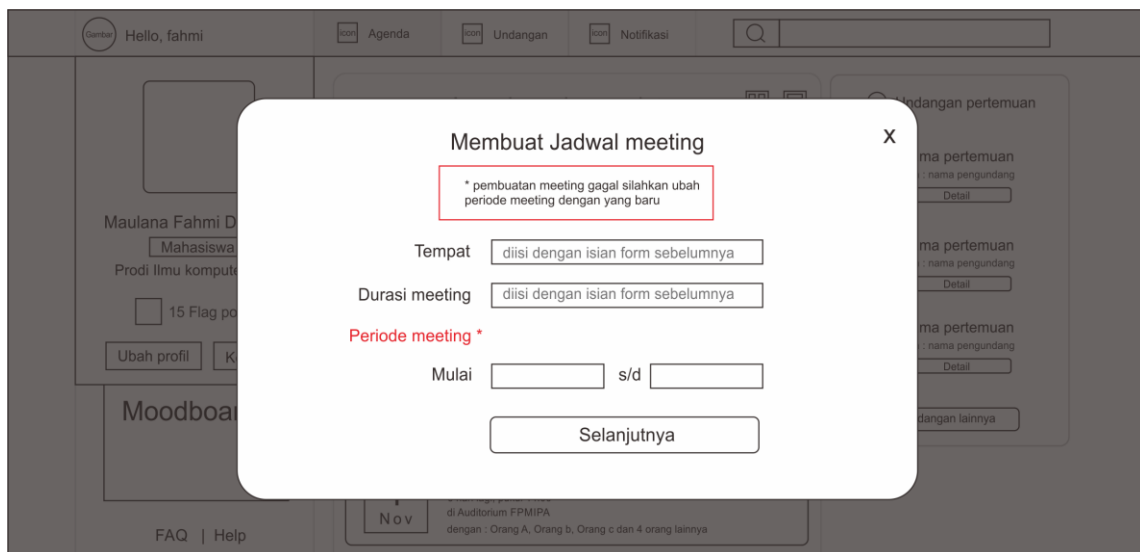 Gambar Hello, fahmi
icon Agenda
icon Undangan
icon Notifikasi
Membuat Jadwal meeting
X
* pembuatan meeting gagal silahkan ubah
periode meeting dengan yang baru
Tempat diisi dengan isian form sebelumnya
Durasi meeting diisi dengan isian form sebelumnya
Periode meeting *
Mulai s/d
Selanjutnya
Maulana Fahmi D
Mahasiswa
Prodi Ilmu kompute
15 Flag po
Ubah profil K
Moodboa
FAQ | Help
Nov
di Auditorium FPMIPA
dengan : Orang A, Orang b, Orang c dan 4 orang lainnya
Undangan pertemuan
ma pertemuan
: nama pengundang
Detail
ma pertemuan
: nama pengundang
Detail
ma pertemuan
: nama pengundang
Detail
dangan lainnya